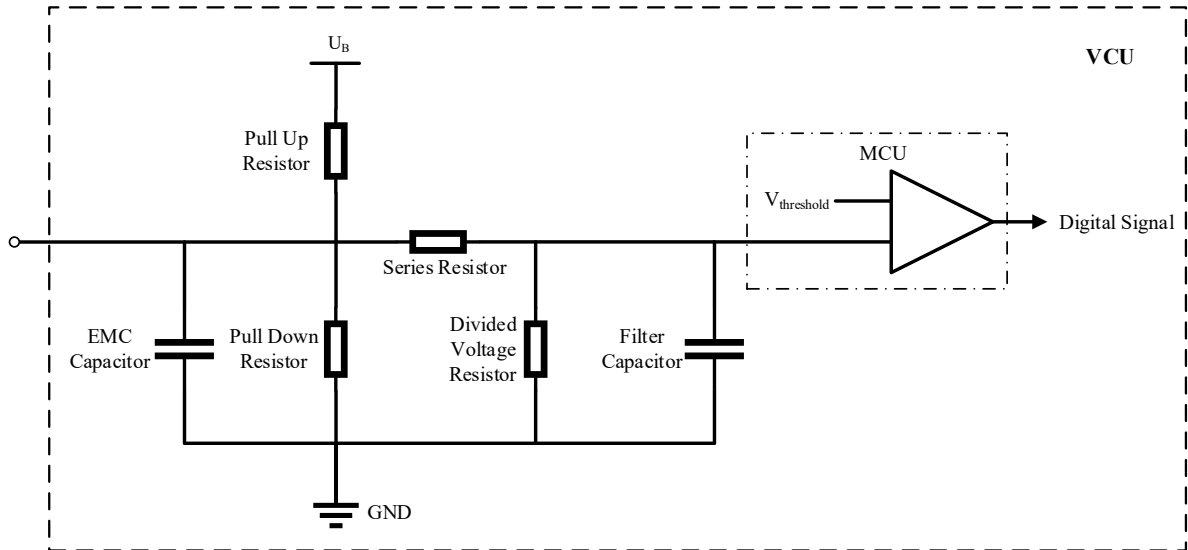 U_B
VCU
Pull Up
Resistor
MCU
V_threshold
Digital Signal
Series Resistor
EMC
Capacitor
Pull Down
Resistor
Divided
Voltage
Resistor
Filter
Capacitor
GND